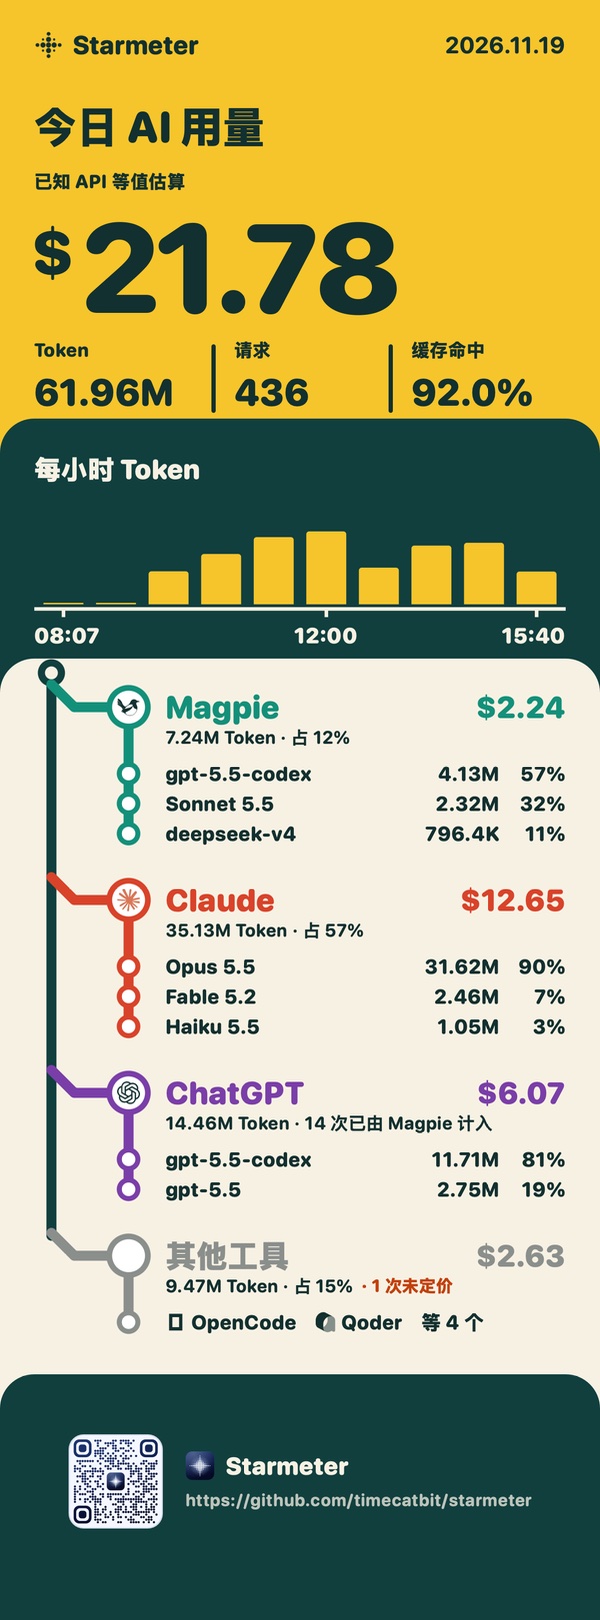 Starmeter 2026.11.19
今日 AI 用量
已知 API 等值估算
$21.78
Token 请求 缓存命中
61.96M 436 92.0%
每小时 Token
08:07 12:00 15:40
Magpie $2.24
7.24M Token · 占 12%
gpt-5.5-codex 4.13M 57%
Sonnet 5.5 2.32M 32%
deepseek-v4 796.4K 11%
Claude $12.65
35.13M Token · 占 57%
Opus 5.5 31.62M 90%
Fable 5.2 2.46M 7%
Haiku 5.5 1.05M 3%
ChatGPT $6.07
14.46M Token · 14 次已由 Magpie 计入
gpt-5.5-codex 11.71M 81%
gpt-5.5 2.75M 19%
其他工具 $2.63
9.47M Token · 占 15% · 1 次未定价
OpenCode Qoder 等 4 个
Starmeter
https://github.com/timecatbit/starmeter